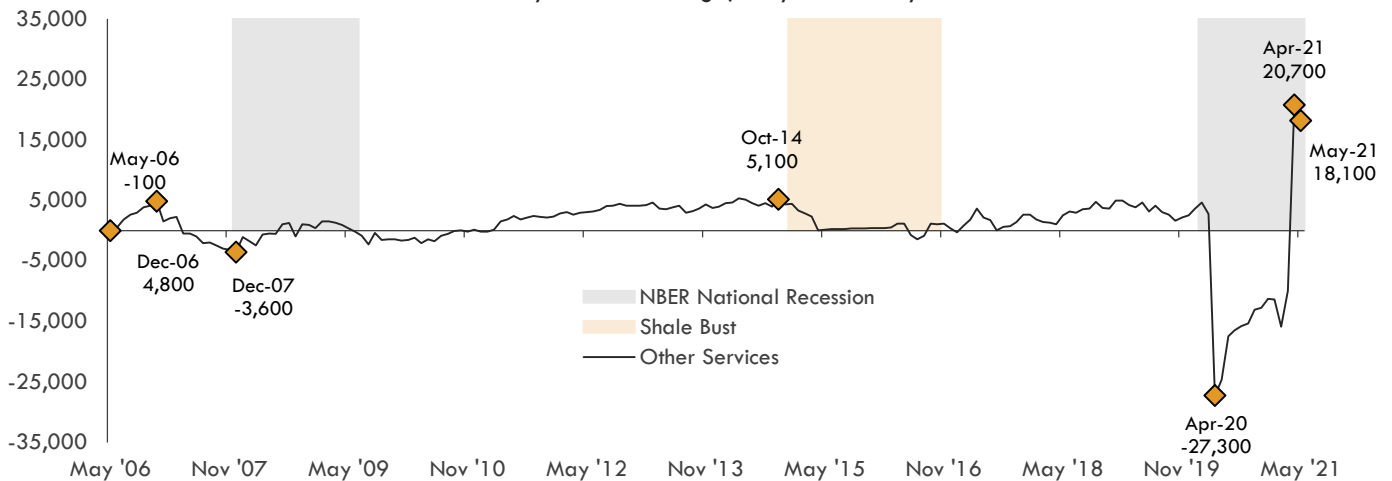 35,000
25,000
15,000
5,000
-5,000
-15,000
-25,000
-35,000
May-06
-100
Dec-06
4,800
Dec-07
-3,600
Oct-14
5,100
Apr-21
20,700
May-21
18,100
Apr-20
-27,300
NBER National Recession
Shale Bust
Other Services
May '06 Nov '07 May '09 Nov '10 May '12 Nov '13 May '15 Nov '16 May '18 Nov '19 May '21